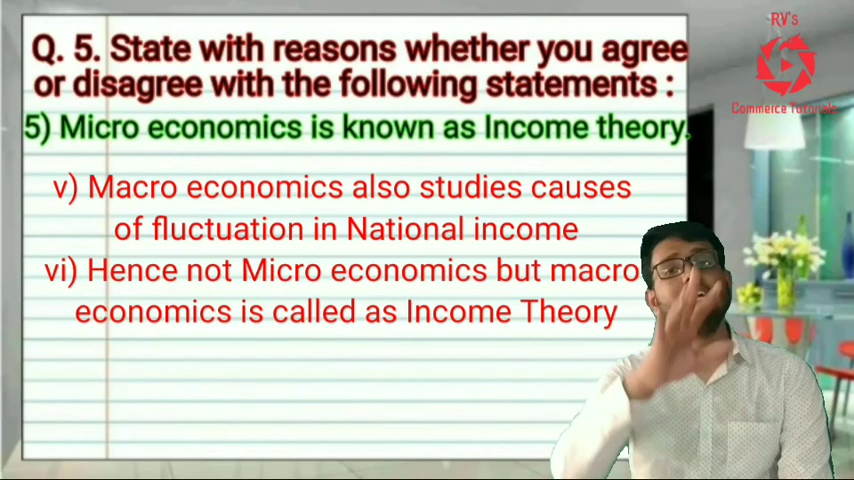 RV's
Commerce Tutorials
Q. 5. State with reasons whether you agree
or disagree with the following statements :
5) Micro economics is known as Income theory.
v) Macro economics also studies causes
of fluctuation in National income
vi) Hence not Micro economics but macro
economics is called as Income Theory